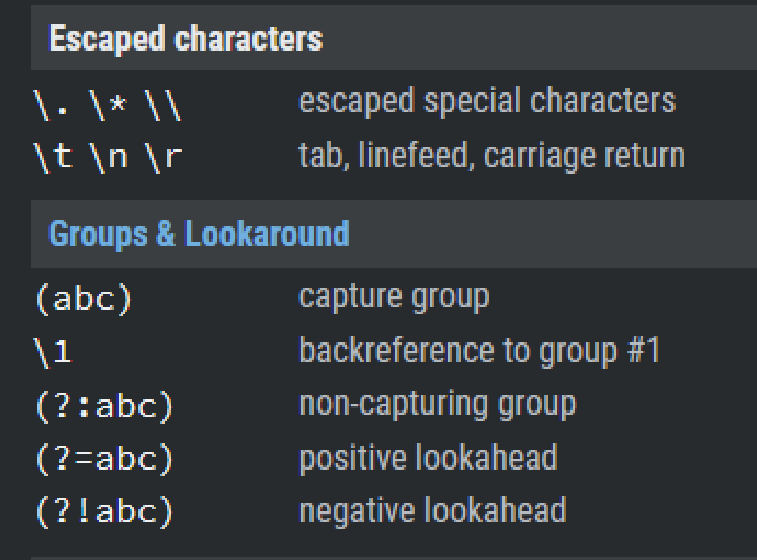 Escaped characters
\. \* \\ escaped special characters
\t \n \r tab, linefeed, carriage return
Groups & Lookaround
(abc) capture group
\1 backreference to group #1
(?:abc) non-capturing group
(?=abc) positive lookahead
(?!abc) negative lookahead